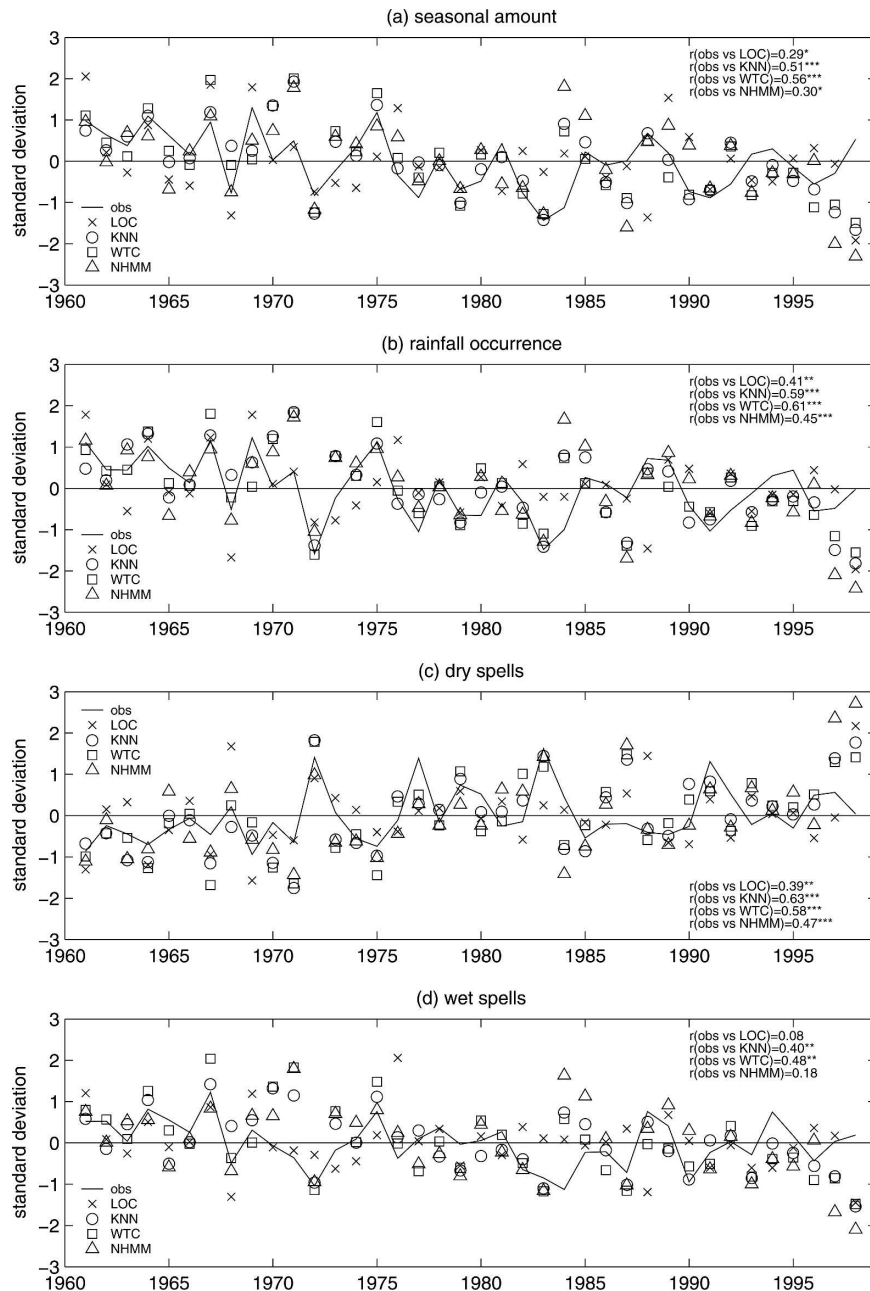 (a) seasonal amount
3
2
1
0
−1
−2
−3
standard deviation
r(obs vs LOC)=0.29*
r(obs vs KNN)=0.51***
r(obs vs WTC)=0.56***
r(obs vs NHMM)=0.30*
obs
LOC
KNN
WTC
NHMM
1960 1965 1970 1975 1980 1985 1990 1995
(b) rainfall occurrence
3
2
1
0
−1
−2
−3
standard deviation
r(obs vs LOC)=0.41**
r(obs vs KNN)=0.59***
r(obs vs WTC)=0.61***
r(obs vs NHMM)=0.45***
obs
LOC
KNN
WTC
NHMM
1960 1965 1970 1975 1980 1985 1990 1995
(c) dry spells
3
2
1
0
−1
−2
−3
standard deviation
obs
LOC
KNN
WTC
NHMM
r(obs vs LOC)=0.39**
r(obs vs KNN)=0.63***
r(obs vs WTC)=0.58***
r(obs vs NHMM)=0.47***
1960 1965 1970 1975 1980 1985 1990 1995
(d) wet spells
3
2
1
0
−1
−2
−3
standard deviation
r(obs vs LOC)=0.08
r(obs vs KNN)=0.40**
r(obs vs WTC)=0.48**
r(obs vs NHMM)=0.18
obs
LOC
KNN
WTC
NHMM
1960 1965 1970 1975 1980 1985 1990 1995